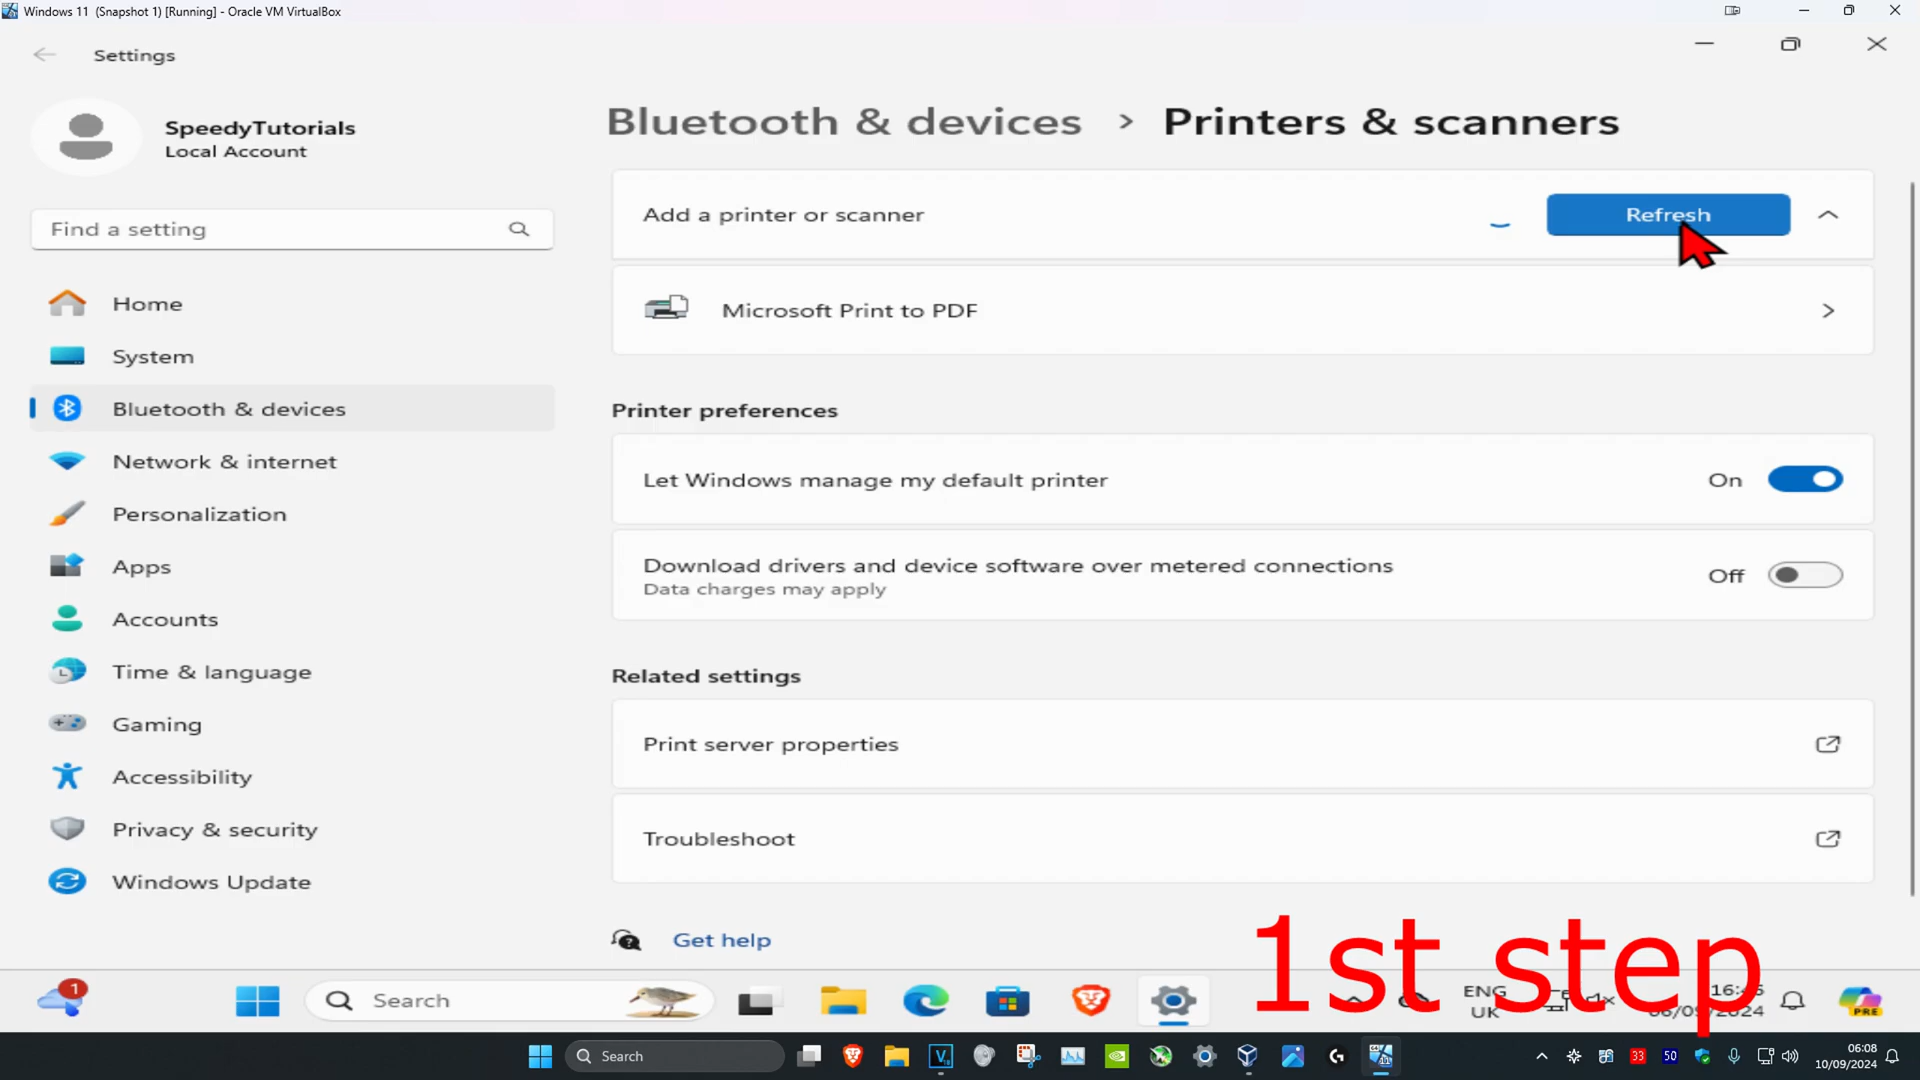 Windows 11 (Snapshot 1) [Running] - Oracle VM VirtualBox
Settings
SpeedyTutorials
Local Account
Find a setting
Home
System
Bluetooth & devices
Network & internet
Personalization
Apps
Accounts
Time & language
Gaming
Accessibility
Privacy & security
Windows Update
Bluetooth & devices > Printers & scanners
Add a printer or scanner
Refresh
Microsoft Print to PDF
Printer preferences
Let Windows manage my default printer
On
Download drivers and device software over metered connections
Data charges may apply
Off
Related settings
Print server properties
Troubleshoot
Get help
1st step
1
Search
ENG
UK
PRE
Search
33
50
06:08
10/09/2024